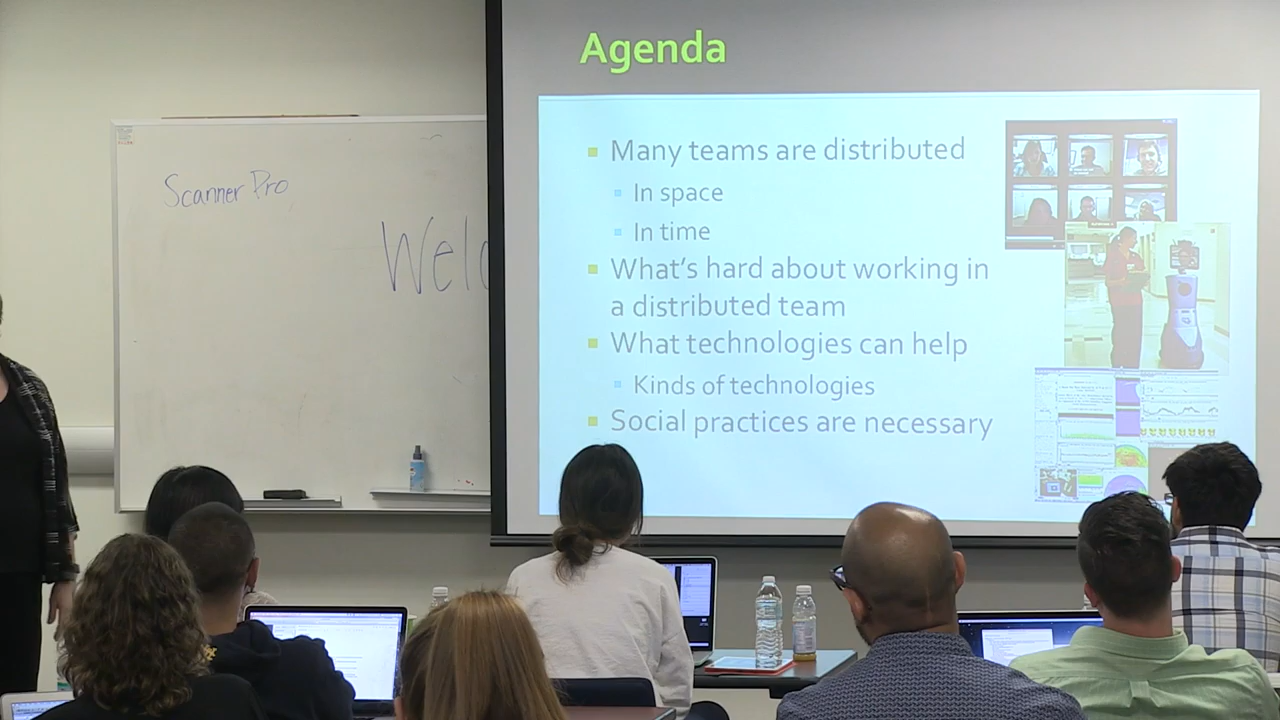 Agenda
Many teams are distributed
In space
In time
What's hard about working in
a distributed team
What technologies can help
Kinds of technologies
Social practices are necessary
Scanner Pro
Welc